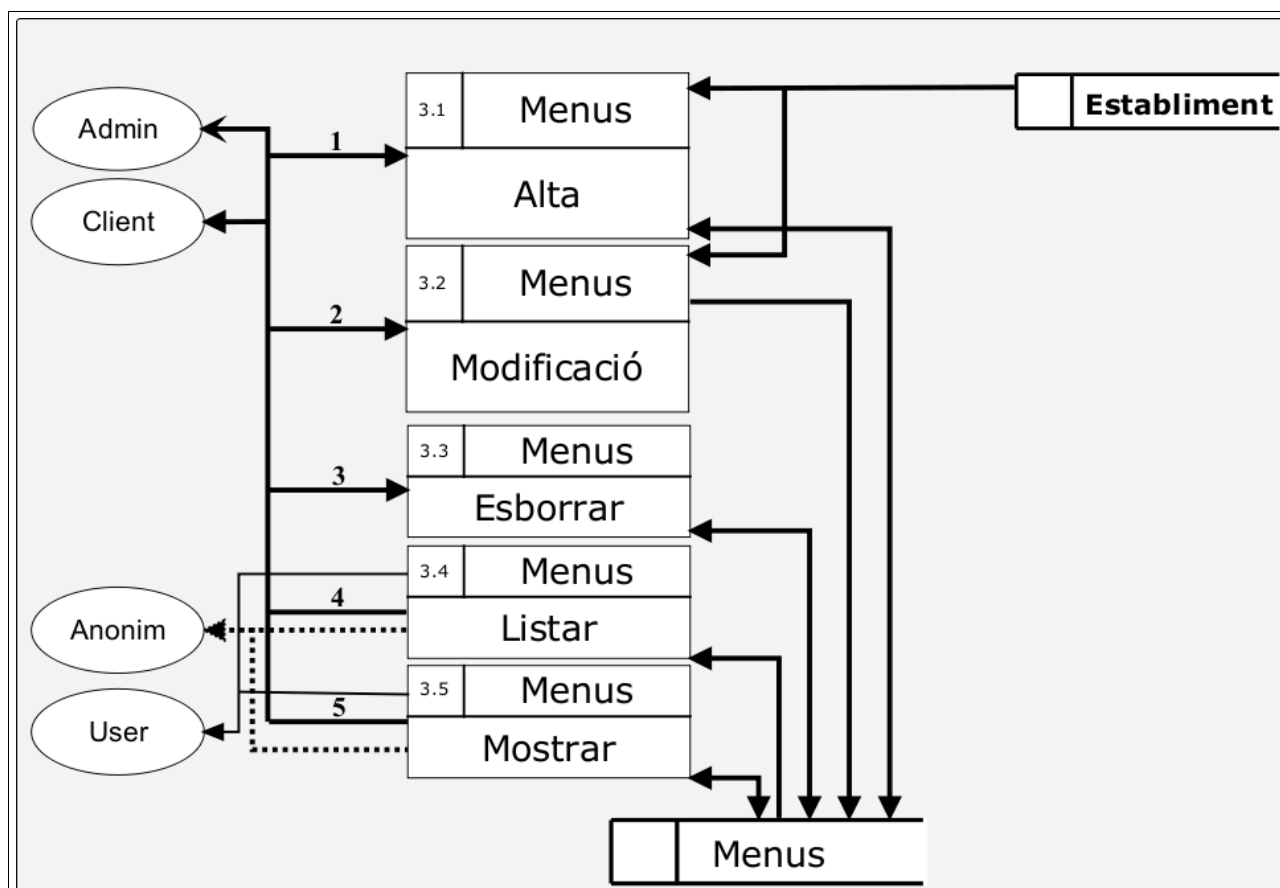 3.1 Menus
Alta
Establiment
Admin
Client
1
3.2 Menus
Modificació
2
3.3 Menus
Esborrar
3
3.4 Menus
Listar
4
Anonim
3.5 Menus
Mostrar
5
User
Menus